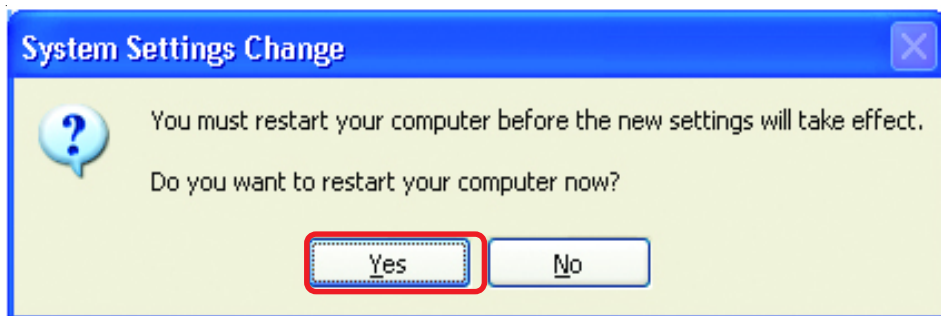 System Settings Change
You must restart your computer before the new settings will take effect.
Do you want to restart your computer now?
Yes No